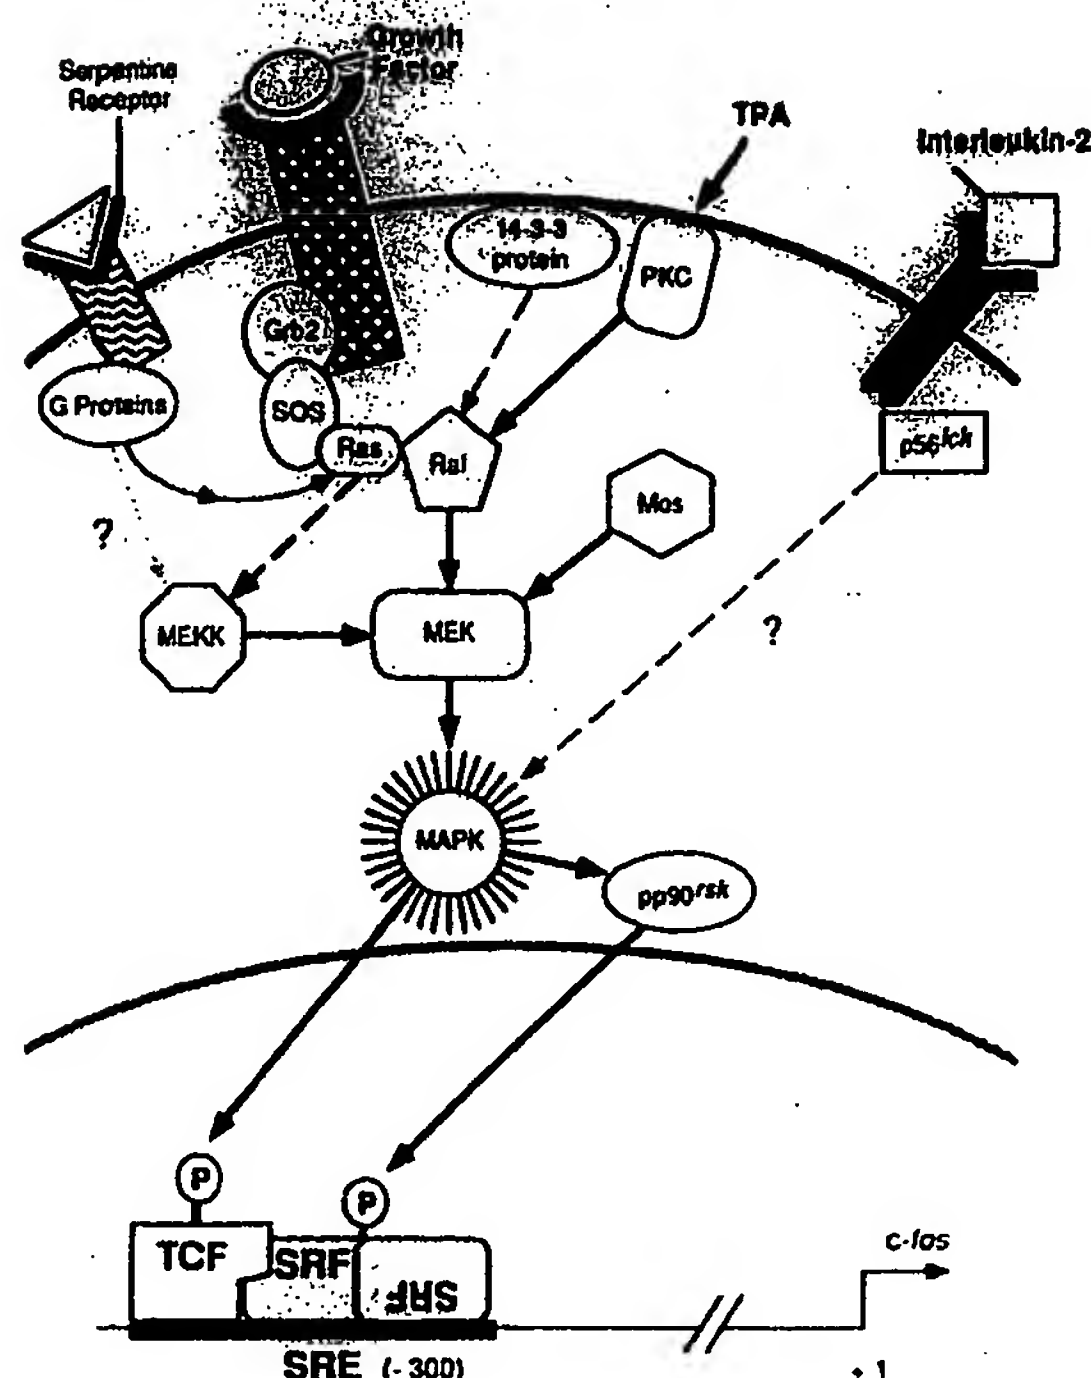 Growth
Factor
Serpentine
Receptor
TPA
Interleukin-2
14-3-3
protein
PKC
Grb2
G Proteins
SOS
p56lck
Ras
Raf
Mos
?
MEKK
MEK
?
MAPK
pp90rsk
P
P
c-fos
TCF
SRF
SRF
SRE (-300)
+1